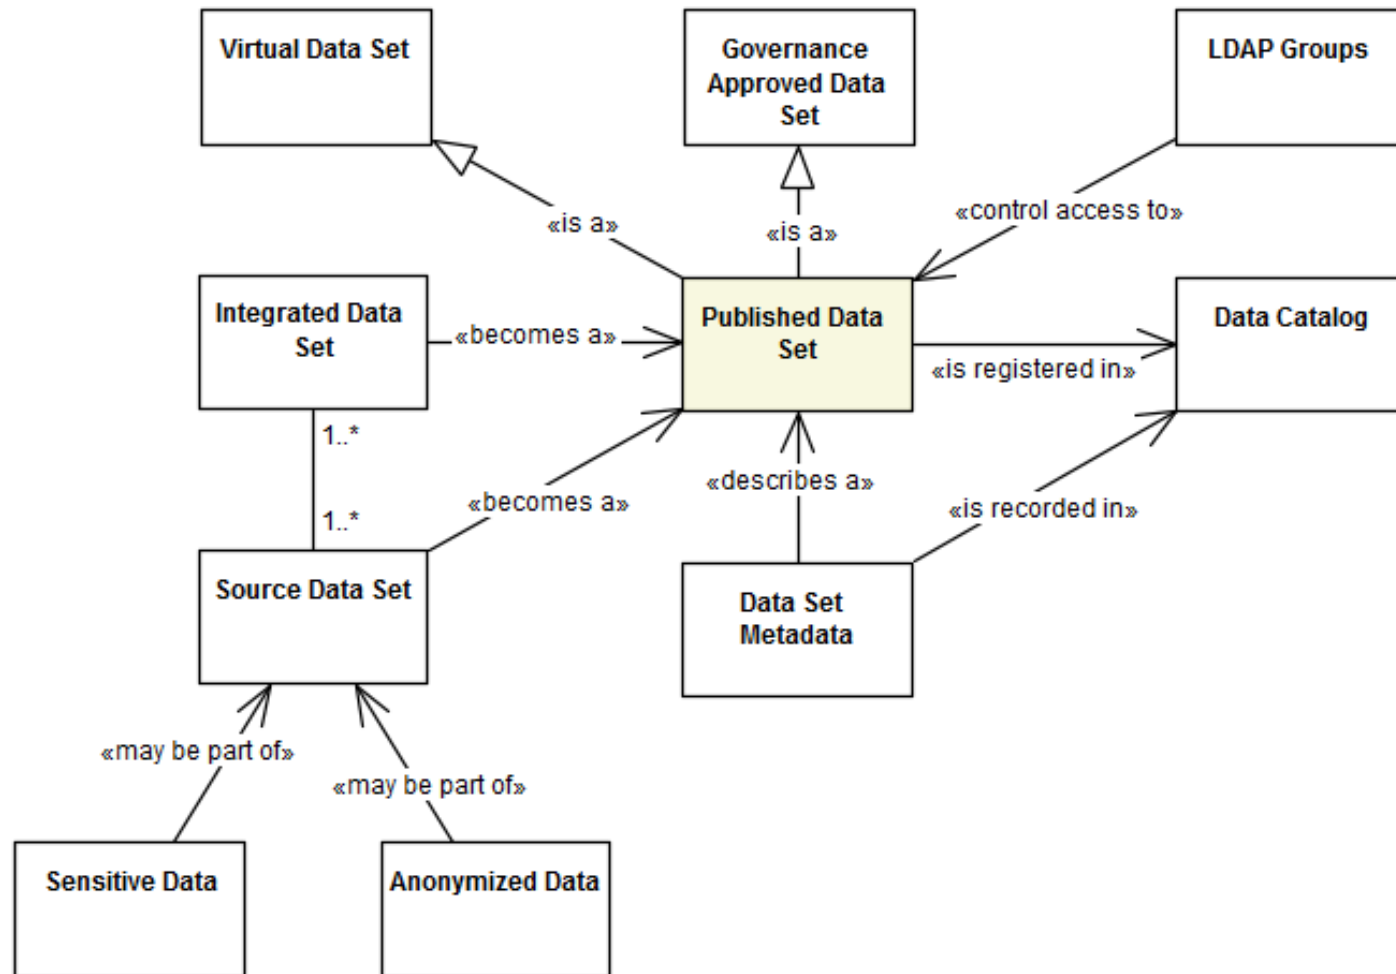 Virtual Data Set
Governance
Approved Data
Set
LDAP Groups
«is a»
«is a»
«control access to»
Integrated Data
Set
«becomes a»
Published Data
Set
«is registered in»
Data Catalog
1..*
1..*
«becomes a»
«describes a»
«is recorded in»
Source Data Set
Data Set
Metadata
«may be part of»
«may be part of»
Sensitive Data
Anonymized Data